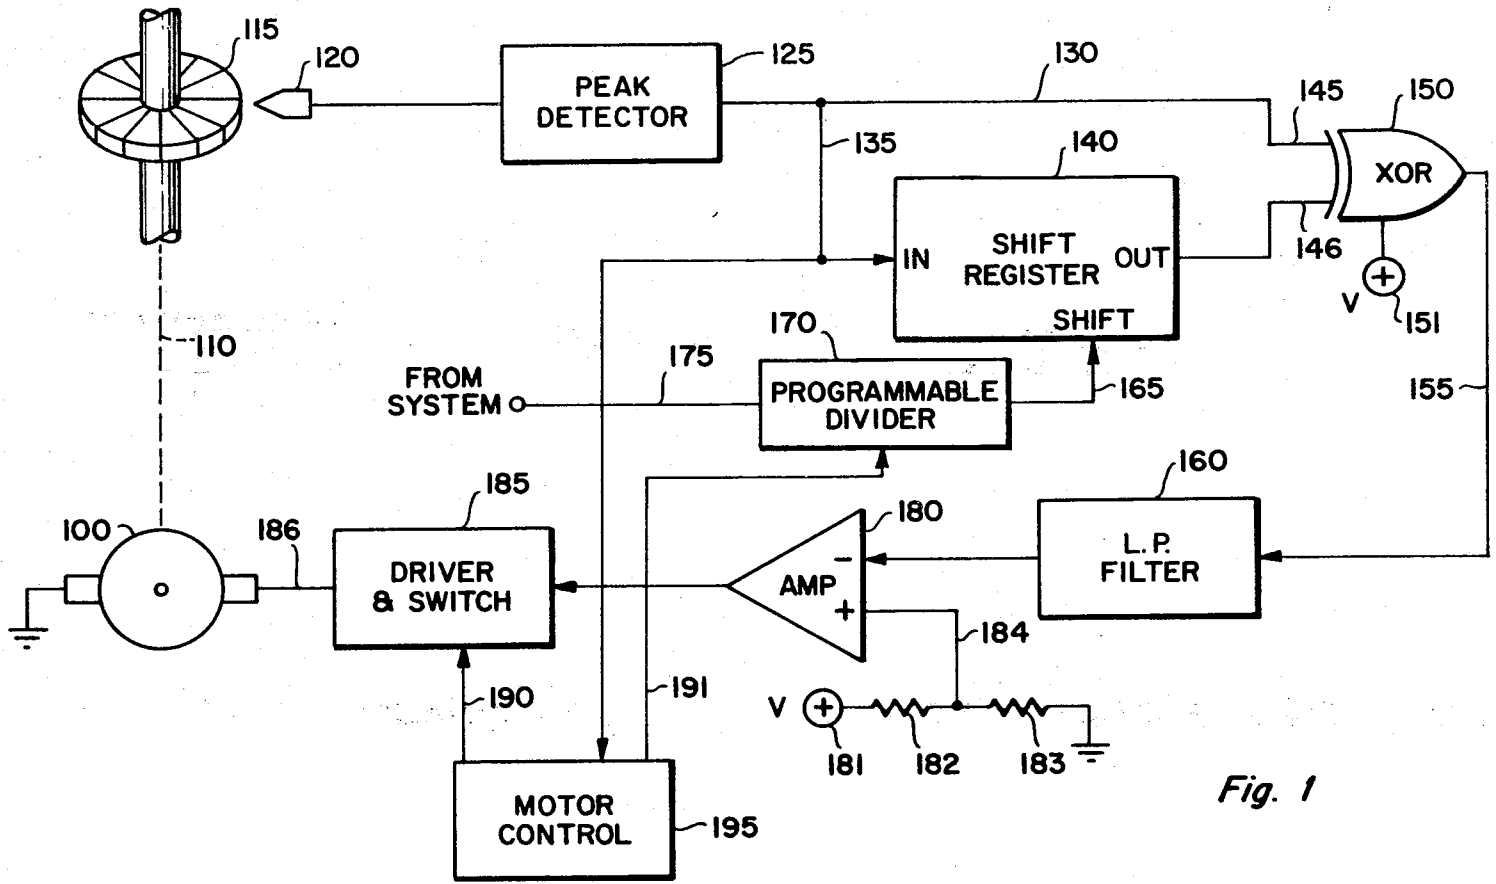 115
120
PEAK
DETECTOR
125
130
135
140
145
150
XOR
146
V
+
151
IN
SHIFT
REGISTER
OUT
SHIFT
110
FROM
SYSTEM
175
170
PROGRAMMABLE
DIVIDER
165
155
100
186
185
DRIVER
& SWITCH
180
AMP
-
+
160
L.P.
FILTER
184
190
191
V
+
181
182
183
MOTOR
CONTROL
195
Fig. 1